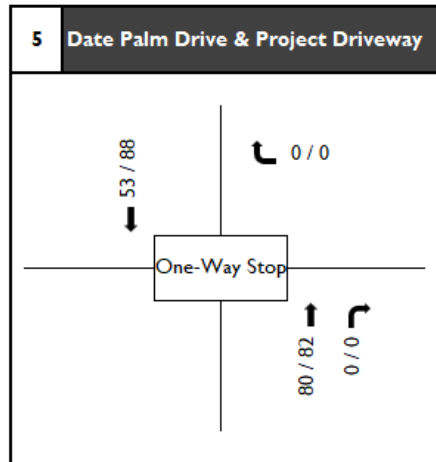 5 Date Palm Drive & Project Driveway
53 / 88
0 / 0
One-Way Stop
80 / 82
0 / 0